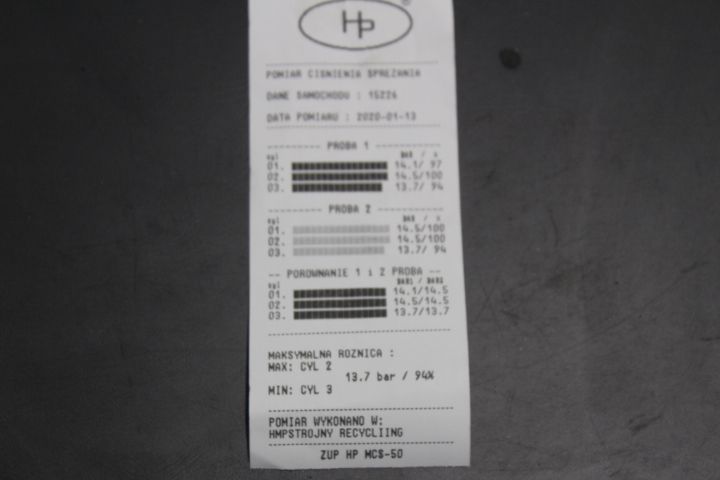 HP
®
POMIAR CISNIENIA SPREZANIA
DANE SAMOCHODU : 15226
DATA POMIARU : 2020-01-13
-------- PROBA 1 --------
cyl BAR / %
01. 14.1/ 97
02. 14.5/100
03. 13.7/ 94
-------- PROBA 2 --------
cyl BAR / %
01. 14.5/100
02. 14.5/100
03. 13.7/ 94
-- POROWNANIE 1 i 2 PROBA --
cyl BAR1 / BAR2
01. 14.1/14.5
02. 14.5/14.5
03. 13.7/13.7
MAKSYMALNA ROZNICA :
MAX: CYL 2
13.7 bar / 94%
MIN: CYL 3
POMIAR WYKONANO W:
HMPSTROJNY RECYCLIING
ZUP HP MCS-50